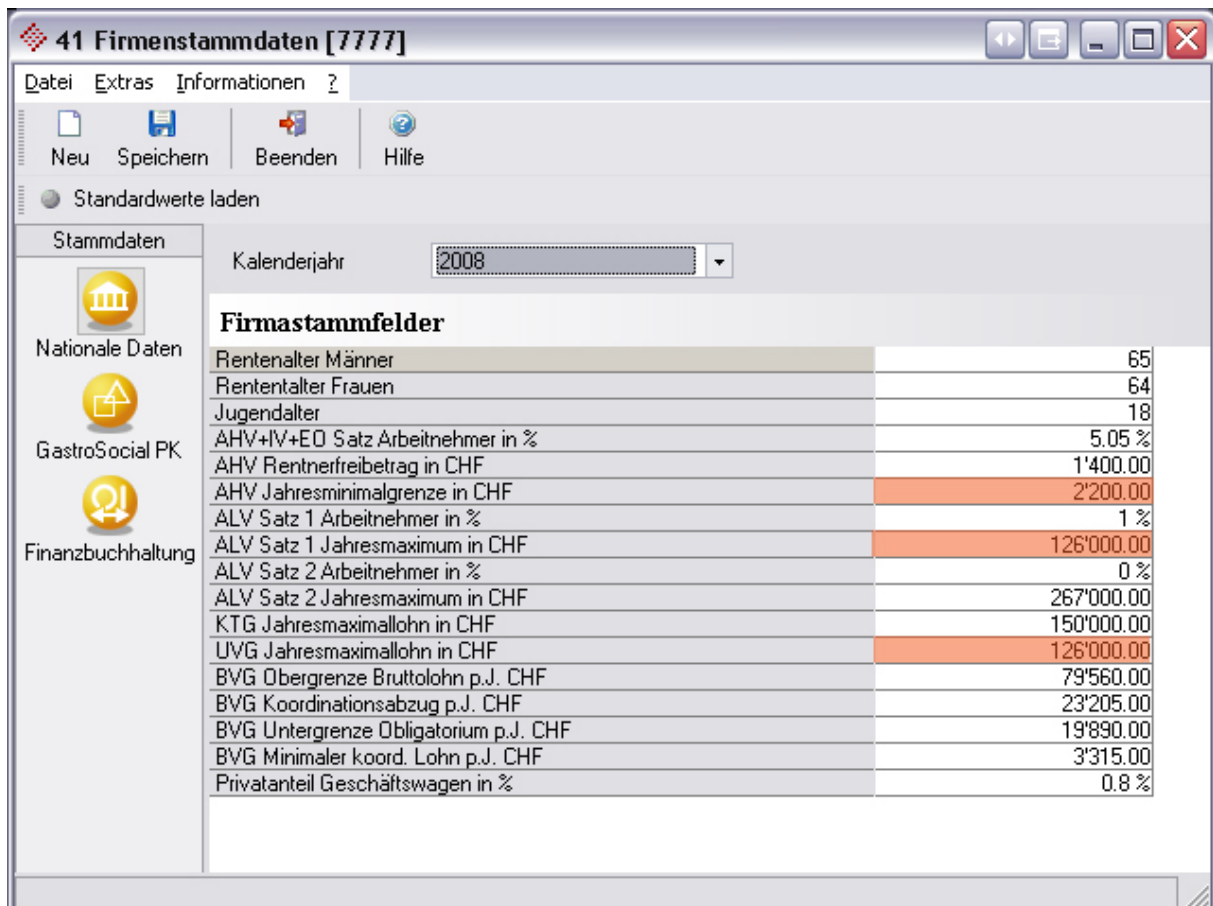 41 Firmenstammdaten [7777]
Datei Extras Informationen ?
Neu Speichern Beenden Hilfe
Standardwerte laden
Stammdaten
Nationale Daten
GastroSocial PK
Finanzbuchhaltung
Kalenderjahr 2008
Firmastammfelder
Rentenalter Männer 65
Rententalter Frauen 64
Jugendalter 18
AHV+IV+EO Satz Arbeitnehmer in % 5.05 %
AHV Rentnerfreibetrag in CHF 1'400.00
AHV Jahresminimalgrenze in CHF 2'200.00
ALV Satz 1 Arbeitnehmer in % 1 %
ALV Satz 1 Jahresmaximum in CHF 126'000.00
ALV Satz 2 Arbeitnehmer in % 0 %
ALV Satz 2 Jahresmaximum in CHF 267'000.00
KTG Jahresmaximallohn in CHF 150'000.00
UVG Jahresmaximallohn in CHF 126'000.00
BVG Obergrenze Bruttolohn p.J. CHF 79'560.00
BVG Koordinationsabzug p.J. CHF 23'205.00
BVG Untergrenze Obligatorium p.J. CHF 19'890.00
BVG Minimaler koord. Lohn p.J. CHF 3'315.00
Privatanteil Geschäftswagen in % 0.8 %